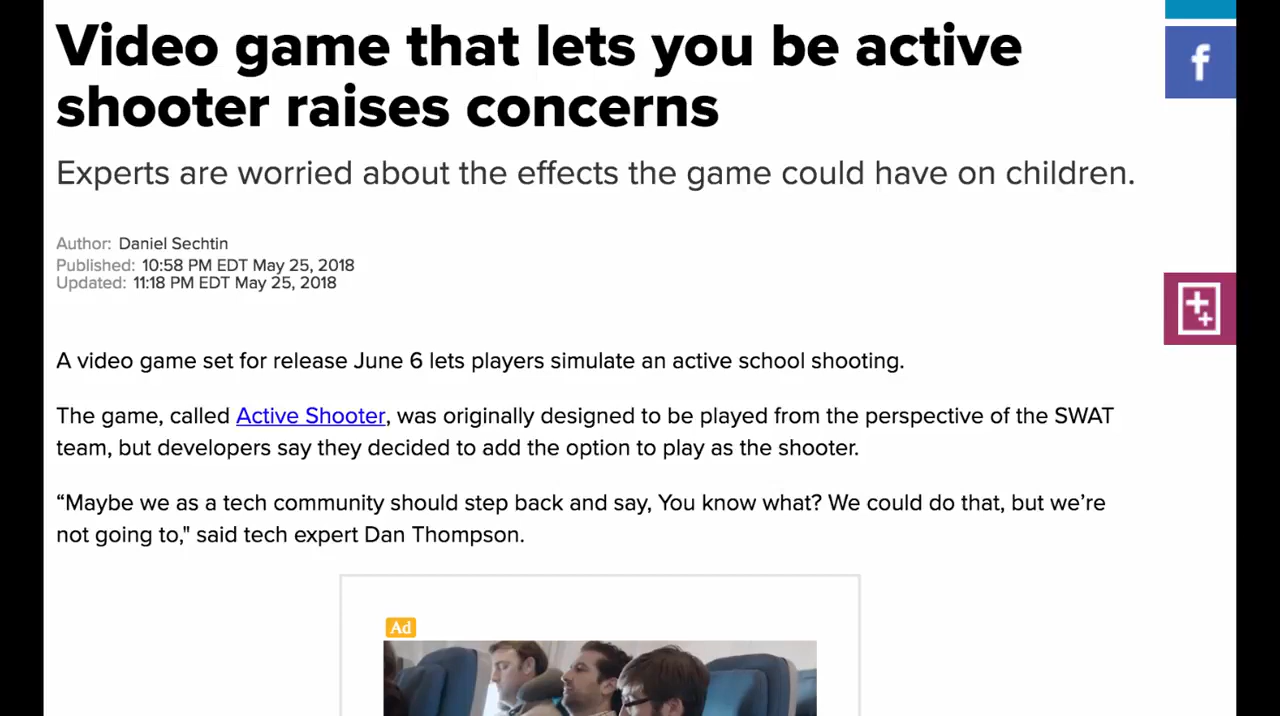 Video game that lets you be active
shooter raises concerns
Experts are worried about the effects the game could have on children.
Author: Daniel Sechtin
Published: 10:58 PM EDT May 25, 2018
Updated: 11:18 PM EDT May 25, 2018
A video game set for release June 6 lets players simulate an active school shooting.
The game, called Active Shooter, was originally designed to be played from the perspective of the SWAT
team, but developers say they decided to add the option to play as the shooter.
“Maybe we as a tech community should step back and say, You know what? We could do that, but we’re
not going to," said tech expert Dan Thompson.
Ad
f